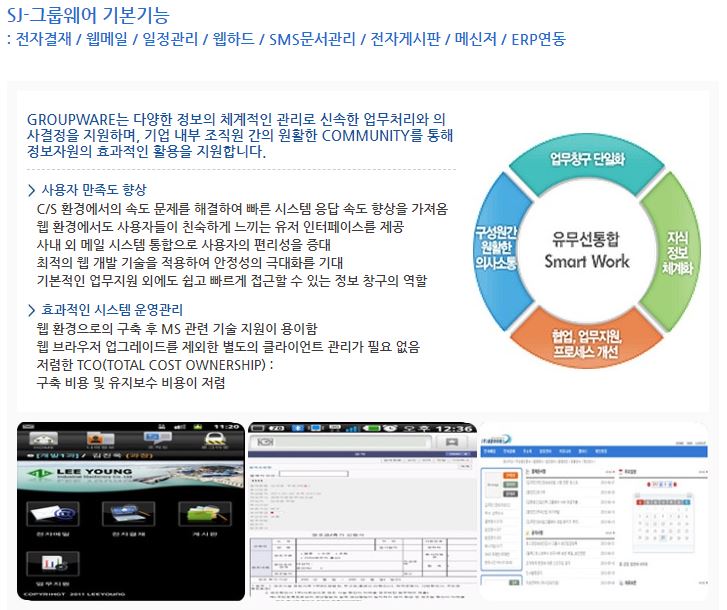 SJ-그룹웨어 기본기능
: 전자결재 / 웹메일 / 일정관리 / 웹하드 / SMS문서관리 / 전자게시판 / 메신저 / ERP연동
GROUPWARE는 다양한 정보의 체계적인 관리로 신속한 업무처리와 의
사결정을 지원하며, 기업 내부 조직원 간의 원활한 COMMUNITY를 통해
정보자원의 효과적인 활용을 지원합니다.
> 사용자 만족도 향상
C/S 환경에서의 속도 문제를 해결하여 빠른 시스템 응답 속도 향상을 가져옴
웹 환경에서도 사용자들이 친숙하게 느끼는 유저 인터페이스를 제공
사내 외 메일 시스템 통합으로 사용자의 편리성을 증대
최적의 웹 개발 기술을 적용하여 안정성의 극대화를 기대
기본적인 업무지원 외에도 쉽고 빠르게 접근할 수 있는 정보 창구의 역할
> 효과적인 시스템 운영관리
웹 환경으로의 구축 후 MS 관련 기술 지원이 용이함
웹 브라우저 업그레이드를 제외한 별도의 클라이언트 관리가 필요 없음
저렴한 TCO(TOTAL COST OWNERSHIP) :
구축 비용 및 유지보수 비용이 저렴
업무창구 단일화
구성원간
원활한
의사소통
유무선통합
Smart Work
지식
정보
체계화
협업, 업무지원,
프로세스 개선
11:20
HOME
[개발1과] / 김진욱 (과장)
LEE YOUNG
Industrial Machinery Co. Ltd
전자메일
전자결재
게시판
업무지원
COPYRIHGT 2011 LEEYOUNG
오후 12:36